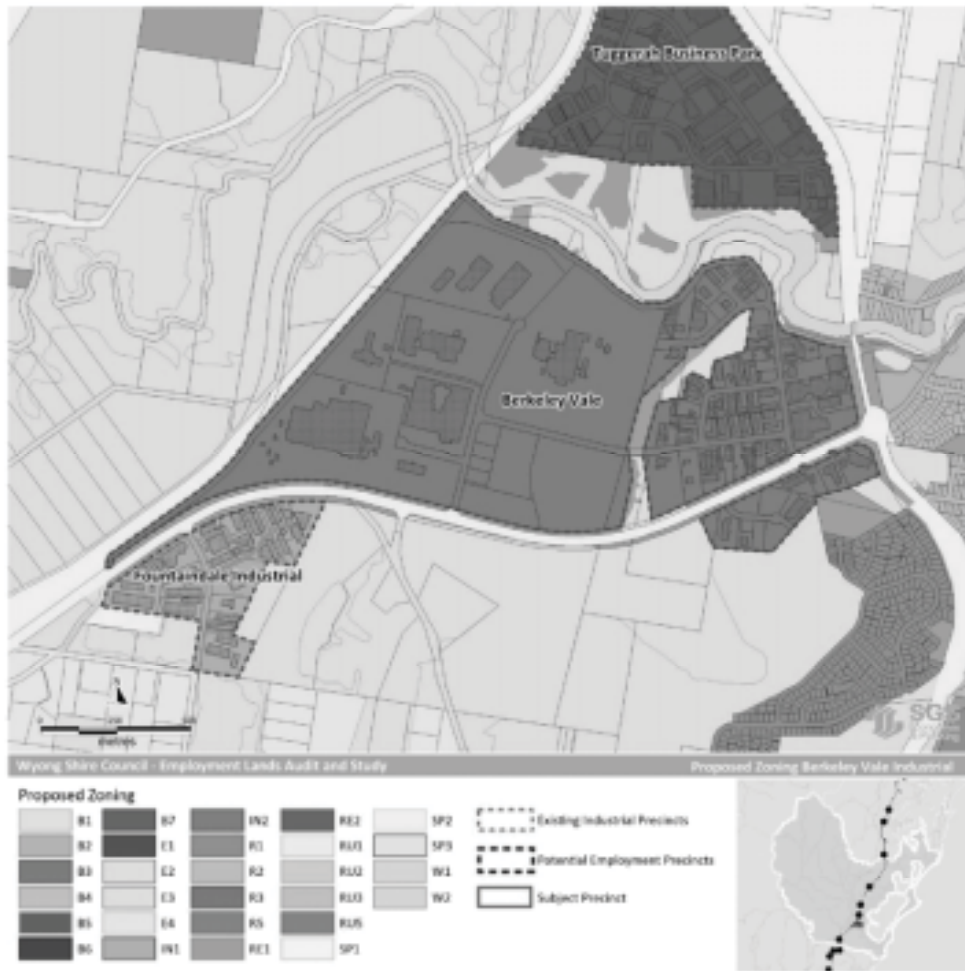 Tuggerah Business Park
Berkeley Vale
Fountaindale Industrial
N
0
metres
SGS
Wyong Shire Council - Employment Lands Audit and Study
Proposed Zoning Berkeley Vale Industrial
Proposed Zoning
B1 B7 IN2 RE2 SP2 Existing Industrial Precincts
B2 E1 R1 RU1 SP3
B3 E2 R2 RU2 W1 Potential Employment Precincts
B4 E3 R3 RU3 W2
B5 E4 R5 RU5 Subject Precinct
B6 IN1 RE1 SP1